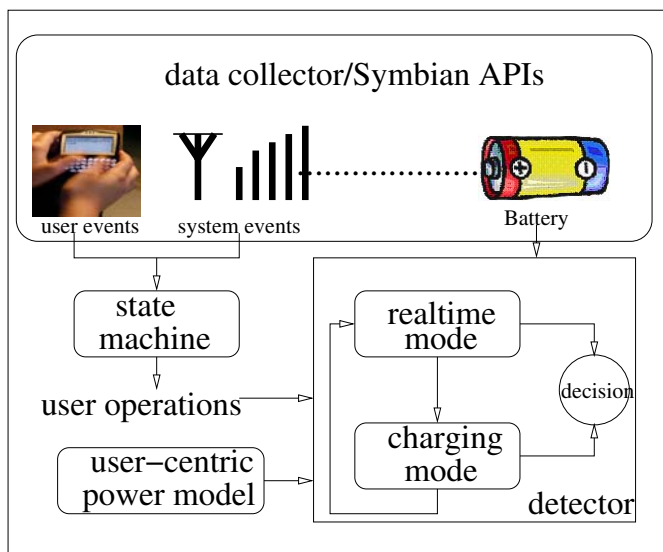 data collector/Symbian APIs
user events
system events
Battery
state
machine
user operations
user−centric
power model
realtime
mode
charging
mode
decision
detector